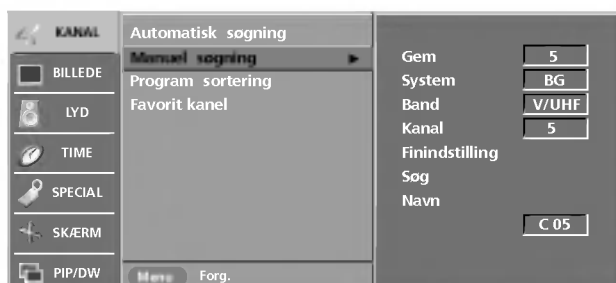 KANAL
BILLEDE
LYD
TIME
SPECIAL
SKÆRM
PIP/DW
Automatisk søgning
Manuel søgning
Program sortering
Favorit kanel
Menu Forg.
Gem 5
System BG
Band V/UHF
Kanal 5
Finindstilling
Søg
Navn
C 05